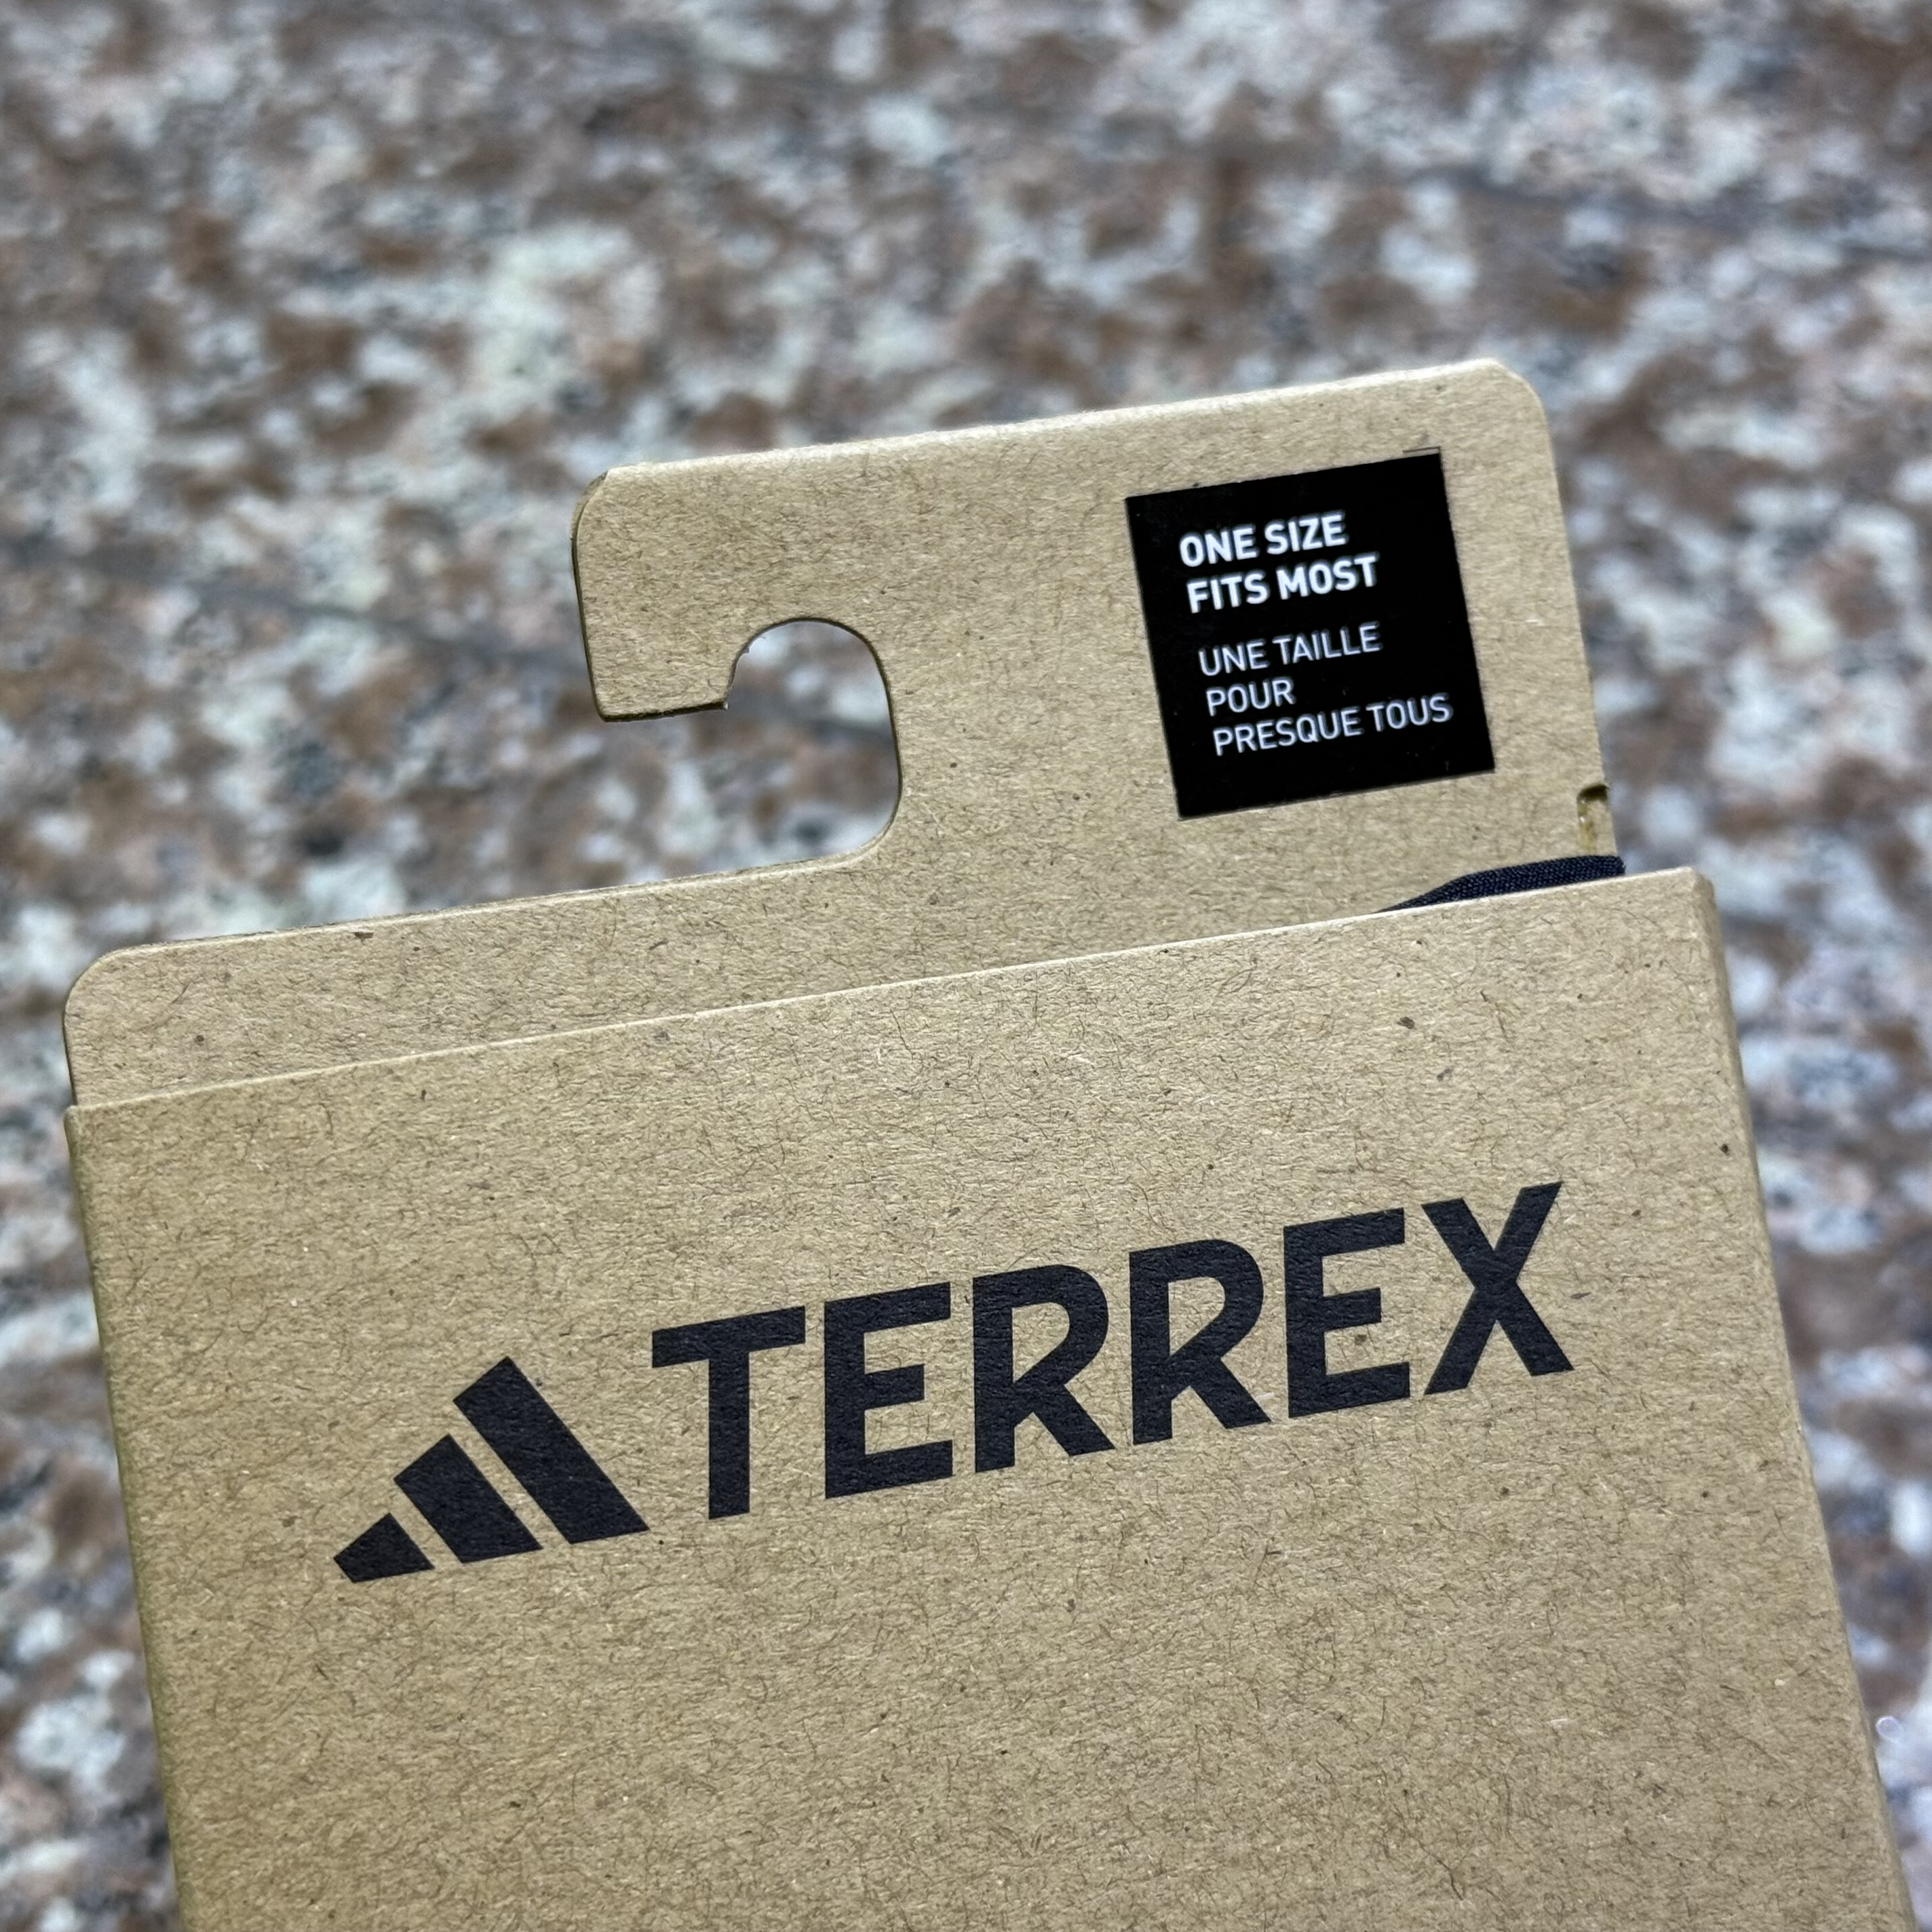 ONE SIZE
FITS MOST
UNE TAILLE
POUR
PRESQUE TOUS
TERREX